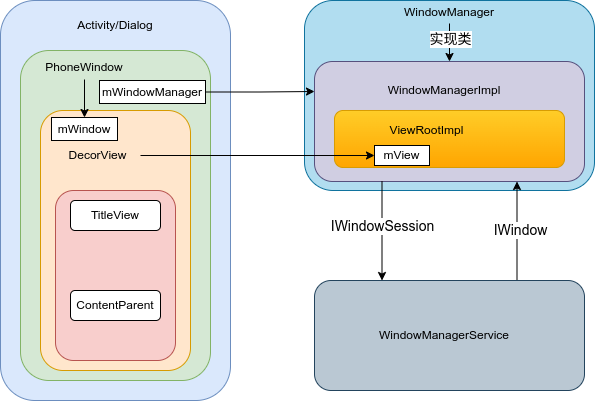 Activity/Dialog
PhoneWindow
mWindowManager
mWindow
DecorView
TitleView
ContentParent
WindowManager
实现类
WindowManagerImpl
ViewRootImpl
mView
IWindowSession
IWindow
WindowManagerService